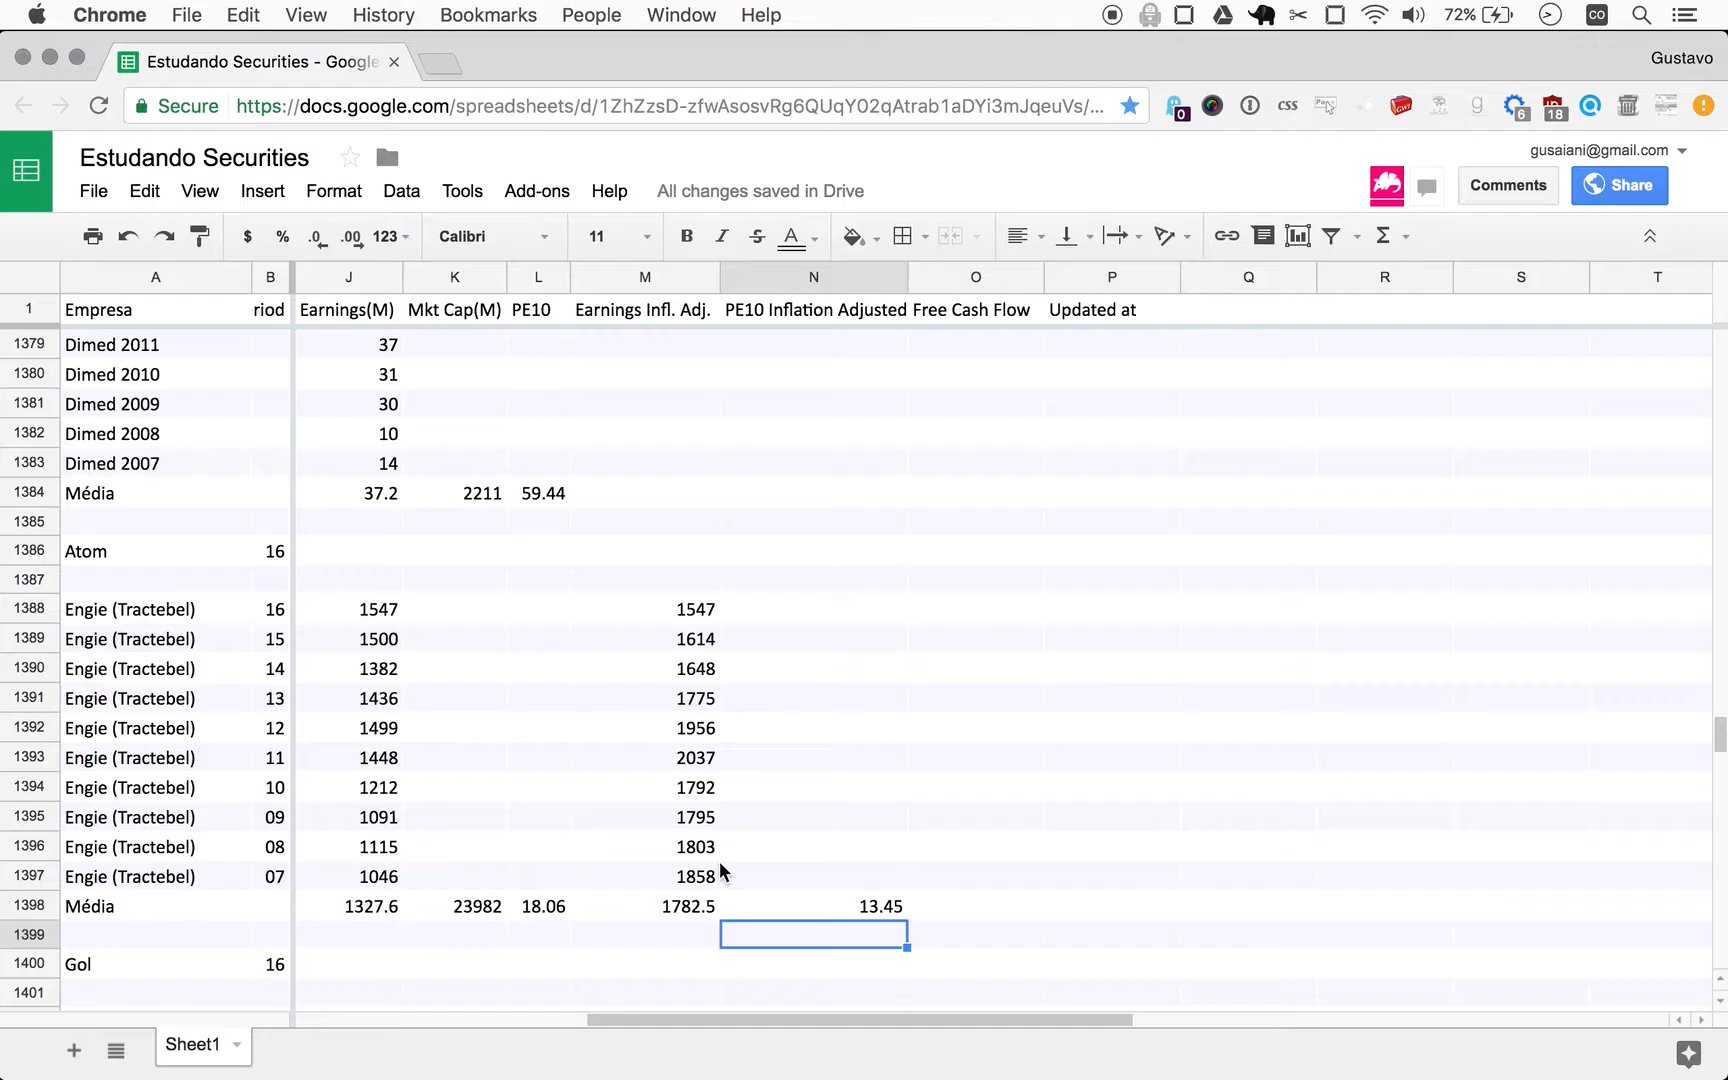 Chrome File Edit View History Bookmarks People Window Help 72%
Estudando Securities - Google Gustavo
Secure https://docs.google.com/spreadsheets/d/1ZhZzsD-zfwAsosvRg6QUqY02qAtrab1aDYi3mJqeuVs/... 0 css 6 18
Estudando Securities gusaiani@gmail.com
File Edit View Insert Format Data Tools Add-ons Help All changes saved in Drive Comments Share
$ % .0 .00 123 Calibri 11 B I S A Σ
A B J K L M N O P Q R S T
1 Empresa riod Earnings(M) Mkt Cap(M) PE10 Earnings Infl. Adj. PE10 Inflation Adjusted Free Cash Flow Updated at
1379 Dimed 2011 37
1380 Dimed 2010 31
1381 Dimed 2009 30
1382 Dimed 2008 10
1383 Dimed 2007 14
1384 Média 37.2 2211 59.44
1385
1386 Atom 16
1387
1388 Engie (Tractebel) 16 1547 1547
1389 Engie (Tractebel) 15 1500 1614
1390 Engie (Tractebel) 14 1382 1648
1391 Engie (Tractebel) 13 1436 1775
1392 Engie (Tractebel) 12 1499 1956
1393 Engie (Tractebel) 11 1448 2037
1394 Engie (Tractebel) 10 1212 1792
1395 Engie (Tractebel) 09 1091 1795
1396 Engie (Tractebel) 08 1115 1803
1397 Engie (Tractebel) 07 1046 1858
1398 Média 1327.6 23982 18.06 1782.5 13.45
1399
1400 Gol 16
1401
Sheet1